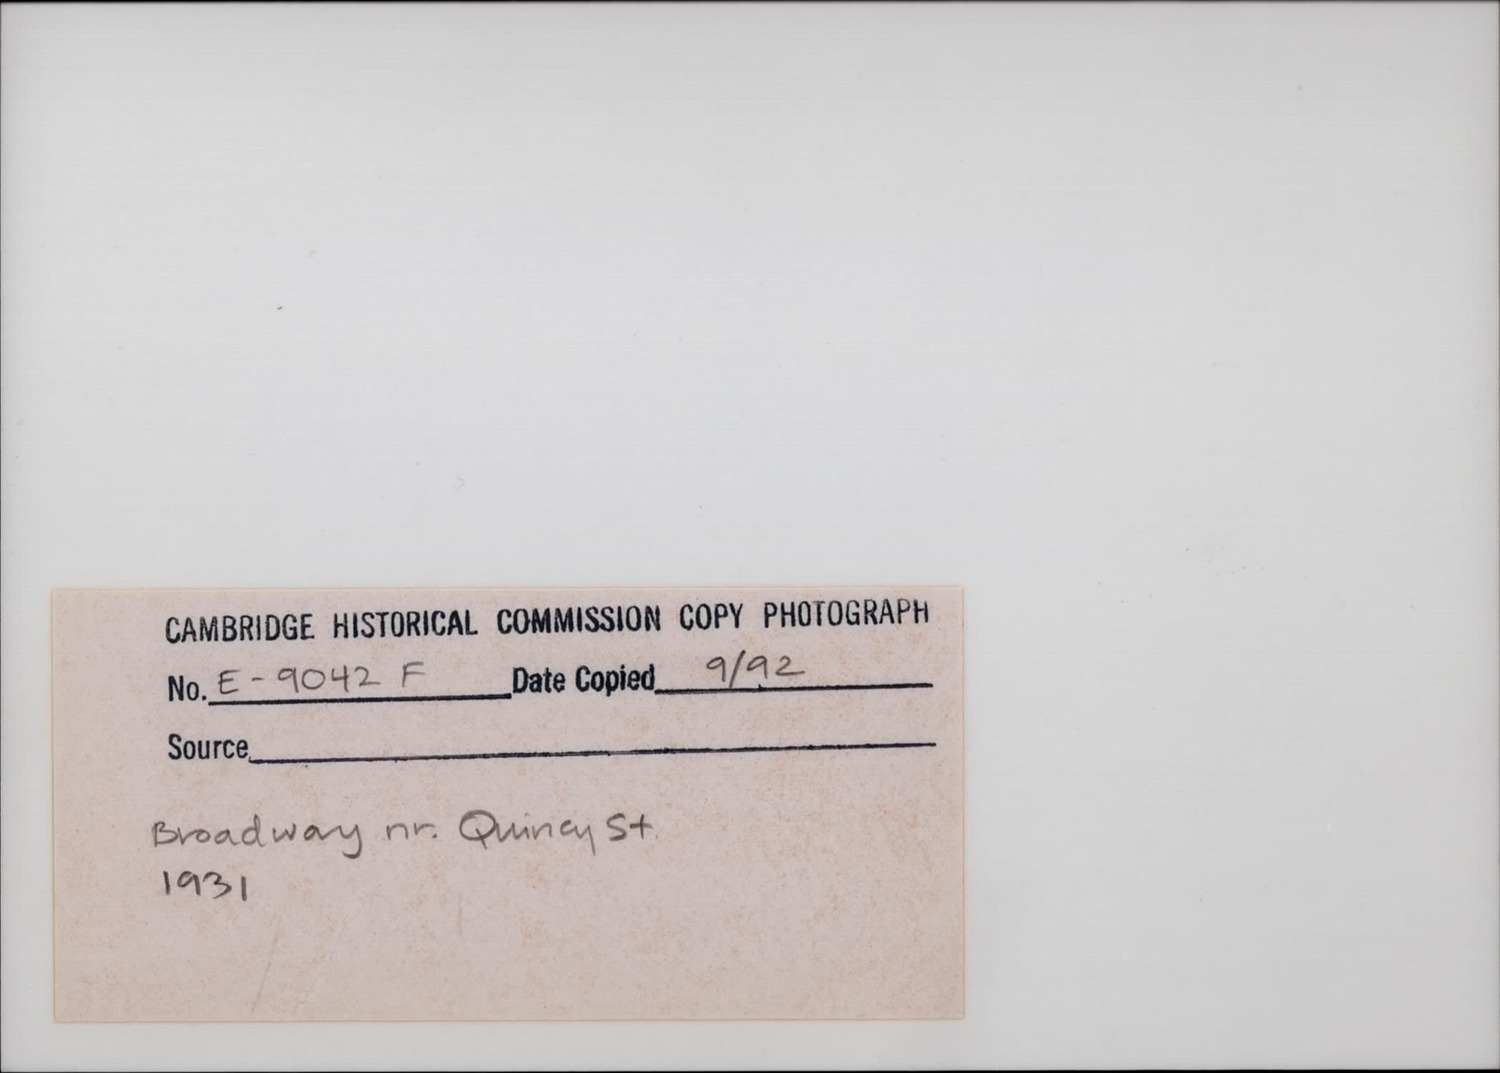 CAMBRIDGE HISTORICAL COMMISSION COPY PHOTOGRAPH
No. E-9042 F Date Copied 9/92
Source
Broadway nr. Quincy St.
1931